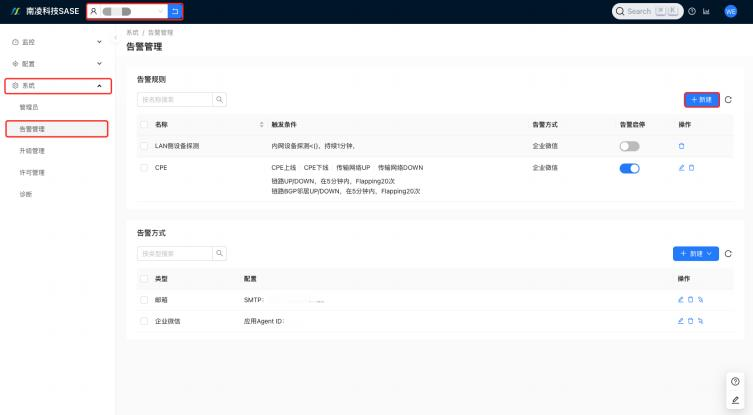 南凌科技SASE
Search ⌘ K
WE
监控
配置
系统
管理员
告警管理
升级管理
许可管理
诊断
系统 / 告警管理
告警管理
告警规则
按名称搜索
+ 新建
名称 触发条件 告警方式 告警启停 操作
LAN侧设备探测 内网设备探测<(), 持续1分钟, 企业微信
CPE CPE上线 CPE下线 传输网络UP 传输网络DOWN 企业微信
链路UP/DOWN，在5分钟内，Flapping20次
链路BGP邻居UP/DOWN，在5分钟内，Flapping20次
告警方式
按类型搜索
+ 新建
类型 配置 操作
邮箱 SMTP:
企业微信 应用Agent ID: